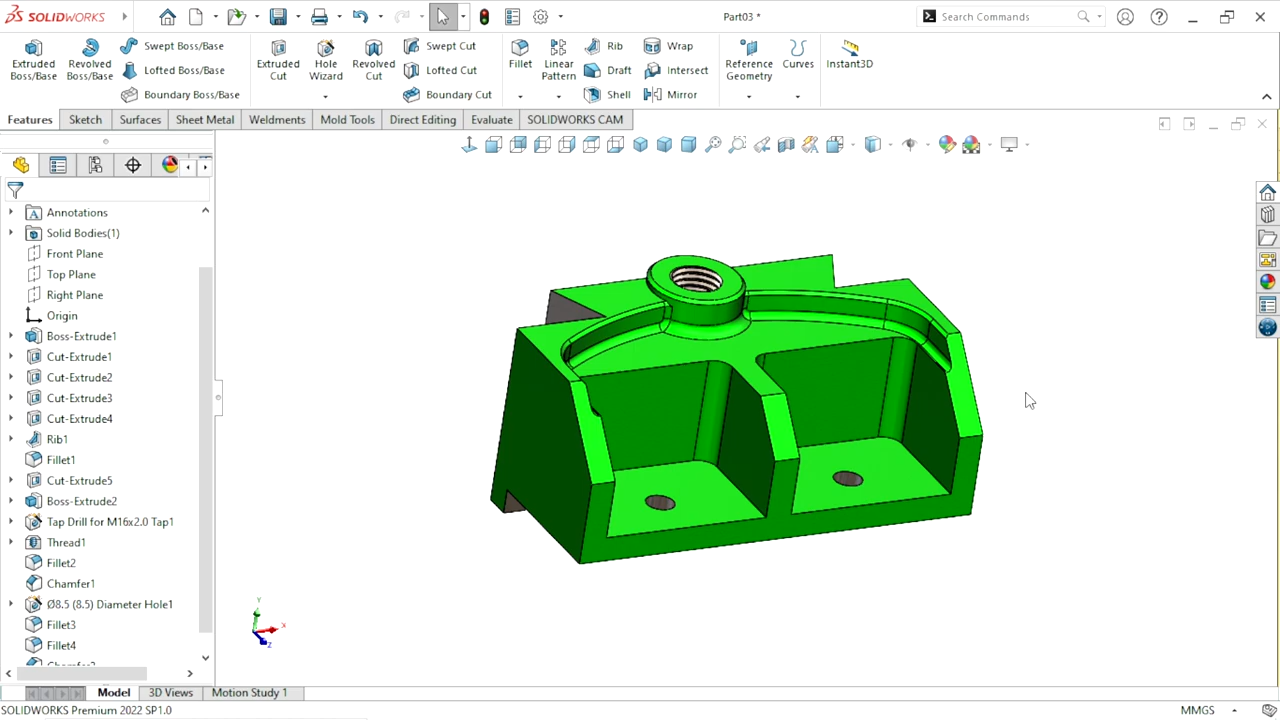 SOLIDWORKS
Part03 *
Search Commands
Extruded Boss/Base
Revolved Boss/Base
Swept Boss/Base
Lofted Boss/Base
Boundary Boss/Base
Extruded Cut
Hole Wizard
Revolved Cut
Swept Cut
Lofted Cut
Boundary Cut
Fillet
Linear Pattern
Rib
Draft
Shell
Wrap
Intersect
Mirror
Reference Geometry
Curves
Instant3D
Features
Sketch
Surfaces
Sheet Metal
Weldments
Mold Tools
Direct Editing
Evaluate
SOLIDWORKS CAM
Annotations
Solid Bodies(1)
Front Plane
Top Plane
Right Plane
Origin
Boss-Extrude1
Cut-Extrude1
Cut-Extrude2
Cut-Extrude3
Cut-Extrude4
Rib1
Fillet1
Cut-Extrude5
Boss-Extrude2
Tap Drill for M16x2.0 Tap1
Thread1
Fillet2
Chamfer1
Ø8.5 (8.5) Diameter Hole1
Fillet3
Fillet4
Chamfer2
Y
X
Z
Model
3D Views
Motion Study 1
SOLIDWORKS Premium 2022 SP1.0
MMGS